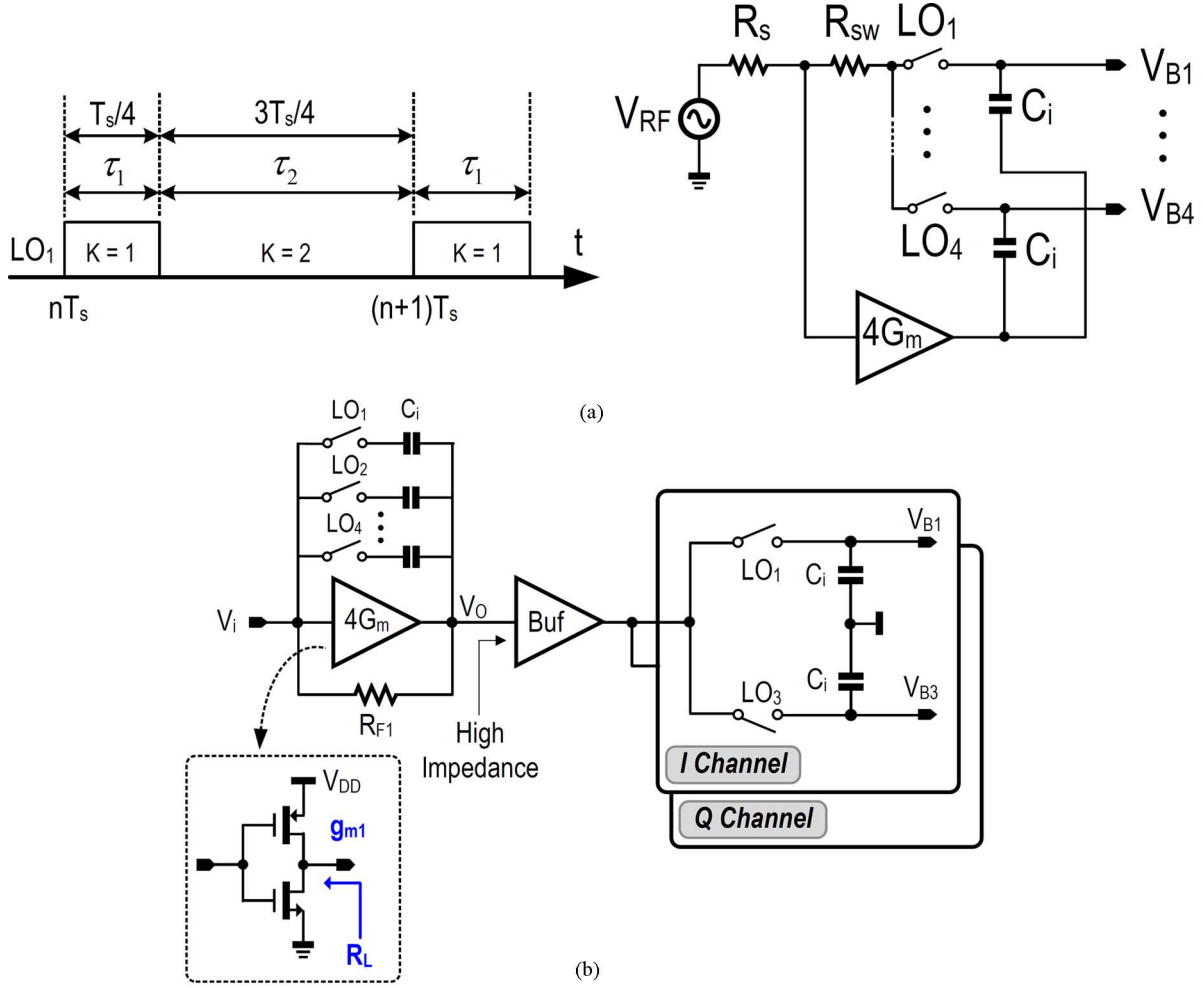 Ts/4
3Ts/4
τ1
τ2
τ1
LO1
K = 1
K = 2
K = 1
t
nTs
(n+1)Ts
Rs
Rsw
LO1
VB1
VRF
Ci
VB4
LO4
Ci
4Gm
(a)
LO1
Ci
LO2
LO4
Vi
4Gm
VO
Buf
RF1
High
Impedance
LO1
Ci
VB1
LO3
Ci
VB3
I Channel
Q Channel
VDD
gm1
RL
(b)